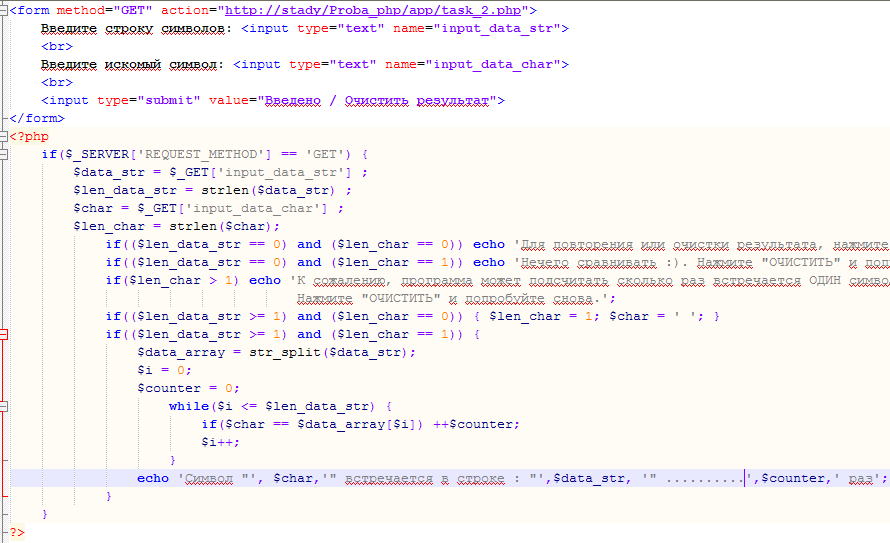 <form method="GET" action="http://stady/Proba_php/app/task_2.php">
Введите строку символов: <input type="text" name="input_data_str">
<br>
Введите искомый символ: <input type="text" name="input_data_char">
<br>
<input type="submit" value="Введено / Очистить результат">
</form>
<?php
if($_SERVER['REQUEST_METHOD'] == 'GET') {
$data_str = $_GET['input_data_str'] ;
$len_data_str = strlen($data_str) ;
$char = $_GET['input_data_char'] ;
$len_char = strlen($char);
if(($len_data_str == 0) and ($len_char == 0)) echo 'Для повторения или очистки результата, нажмите
if(($len_data_str == 0) and ($len_char == 1)) echo 'Нечего сравнивать :). Нажмите "ОЧИСТИТЬ" и поп
if($len_char > 1) echo 'К сожалению, программа может подсчитать сколько раз встречается ОДИН симво
Нажмите "ОЧИСТИТЬ" и попробуйте снова.';
if(($len_data_str >= 1) and ($len_char == 0)) { $len_char = 1; $char = ' '; }
if(($len_data_str >= 1) and ($len_char == 1)) {
$data_array = str_split($data_str);
$i = 0;
$counter = 0;
while($i <= $len_data_str) {
if($char == $data_array[$i]) ++$counter;
$i++;
}
echo 'Символ "', $char,'" встречается в строке : "',$data_str, '" ..........',$counter,' раз';
}
}
?>